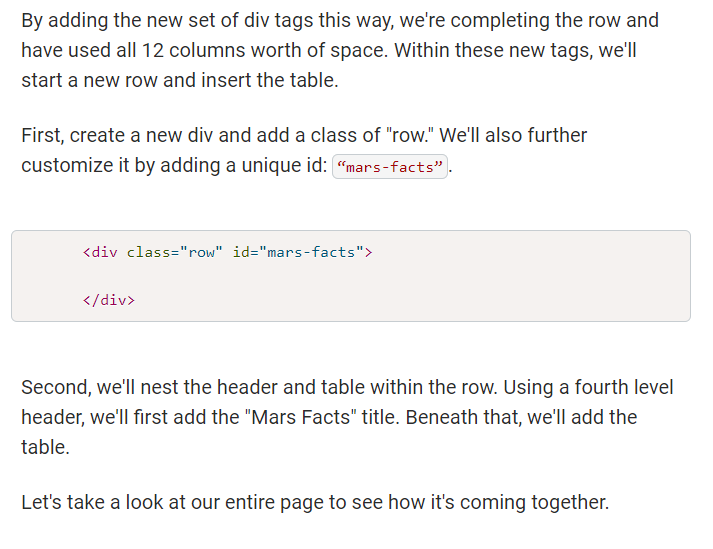 By adding the new set of div tags this way, we're completing the row and
have used all 12 columns worth of space. Within these new tags, we'll
start a new row and insert the table.
First, create a new div and add a class of "row." We'll also further
customize it by adding a unique id: “mars-facts”.
<div class="row" id="mars-facts">
</div>
Second, we'll nest the header and table within the row. Using a fourth level
header, we'll first add the "Mars Facts" title. Beneath that, we'll add the
table.
Let's take a look at our entire page to see how it's coming together.